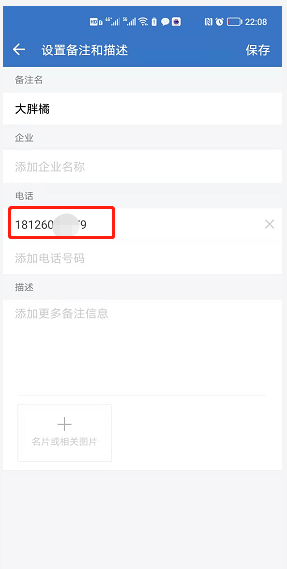 22:08
设置备注和描述 保存
备注名
大胖橘
企业
添加企业名称
电话
添加电话号码
描述
添加更多备注信息
名片或相关图片